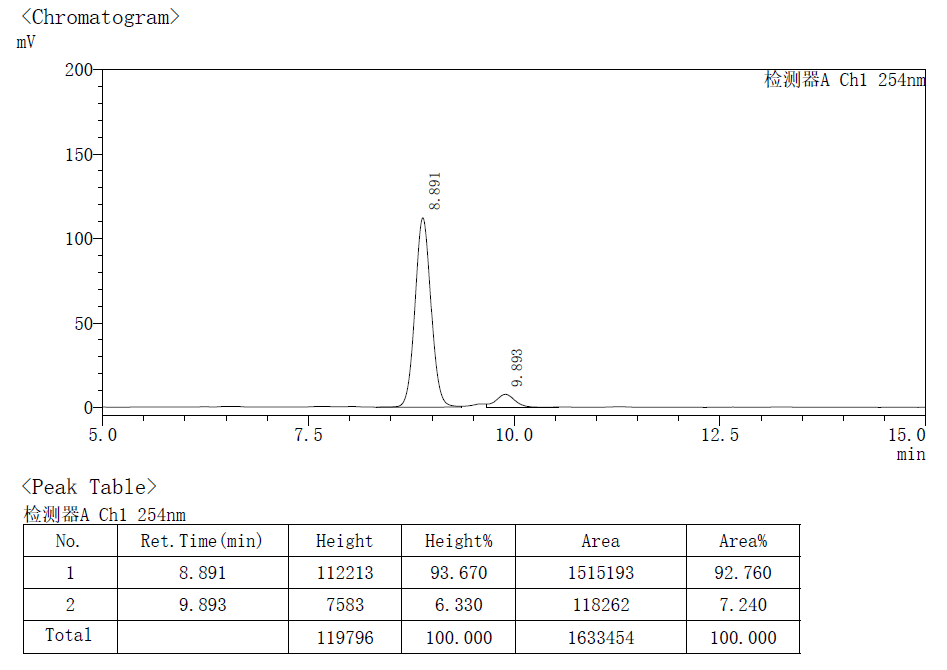 <Chromatogram>
mV
检测器A Ch1 254nm
200
150
100
50
0
8.891
9.893
5.0 7.5 10.0 12.5 15.0
min
<Peak Table>
检测器A Ch1 254nm
No. Ret.Time(min) Height Height% Area Area%
1 8.891 112213 93.670 1515193 92.760
2 9.893 7583 6.330 118262 7.240
Total 119796 100.000 1633454 100.000